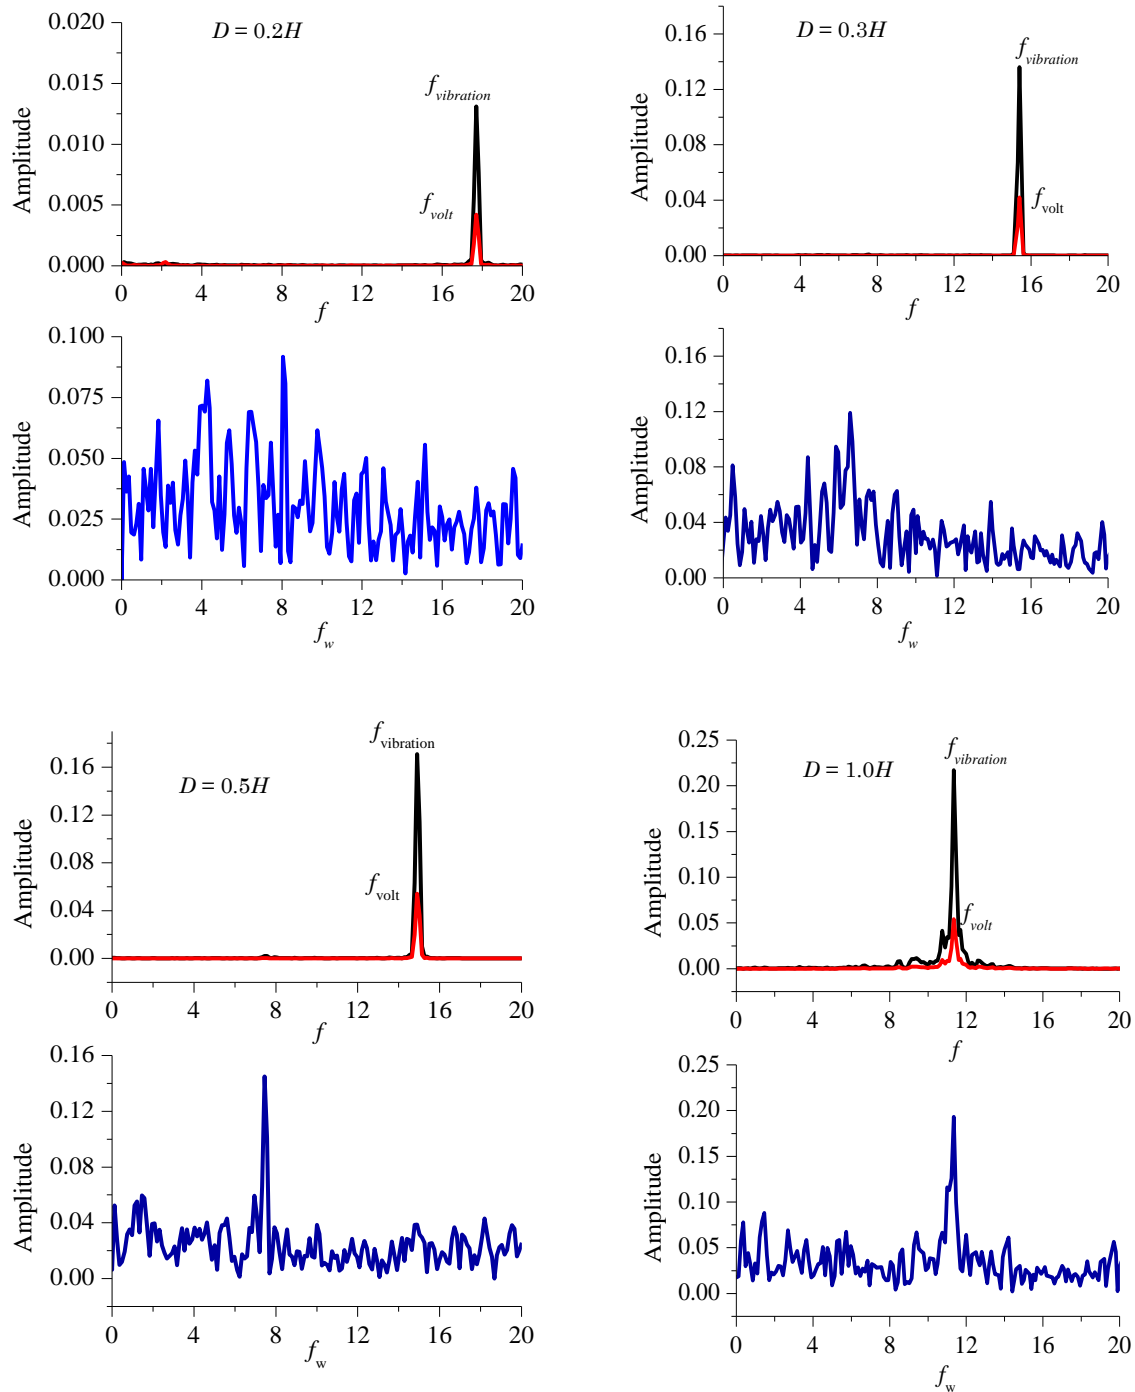 D = 0.2H
0.020
0.015
0.010
0.005
0.000
Amplitude
f_vibration
f_volt
0 4 8 12 16 20
f
D = 0.3H
0.16
0.12
0.08
0.04
0.00
Amplitude
f_vibration
f_volt
0 4 8 12 16 20
f
0.100
0.075
0.050
0.025
0.000
Amplitude
0 4 8 12 16 20
f_w
0.16
0.12
0.08
0.04
0.00
Amplitude
0 4 8 12 16 20
f_w
D = 0.5H
0.16
0.12
0.08
0.04
0.00
Amplitude
f_vibration
f_volt
0 4 8 12 16 20
f
D = 1.0H
0.25
0.20
0.15
0.10
0.05
0.00
Amplitude
f_vibration
f_volt
0 4 8 12 16 20
f
0.16
0.12
0.08
0.04
0.00
Amplitude
0 4 8 12 16 20
f_w
0.25
0.20
0.15
0.10
0.05
0.00
Amplitude
0 4 8 12 16 20
f_w